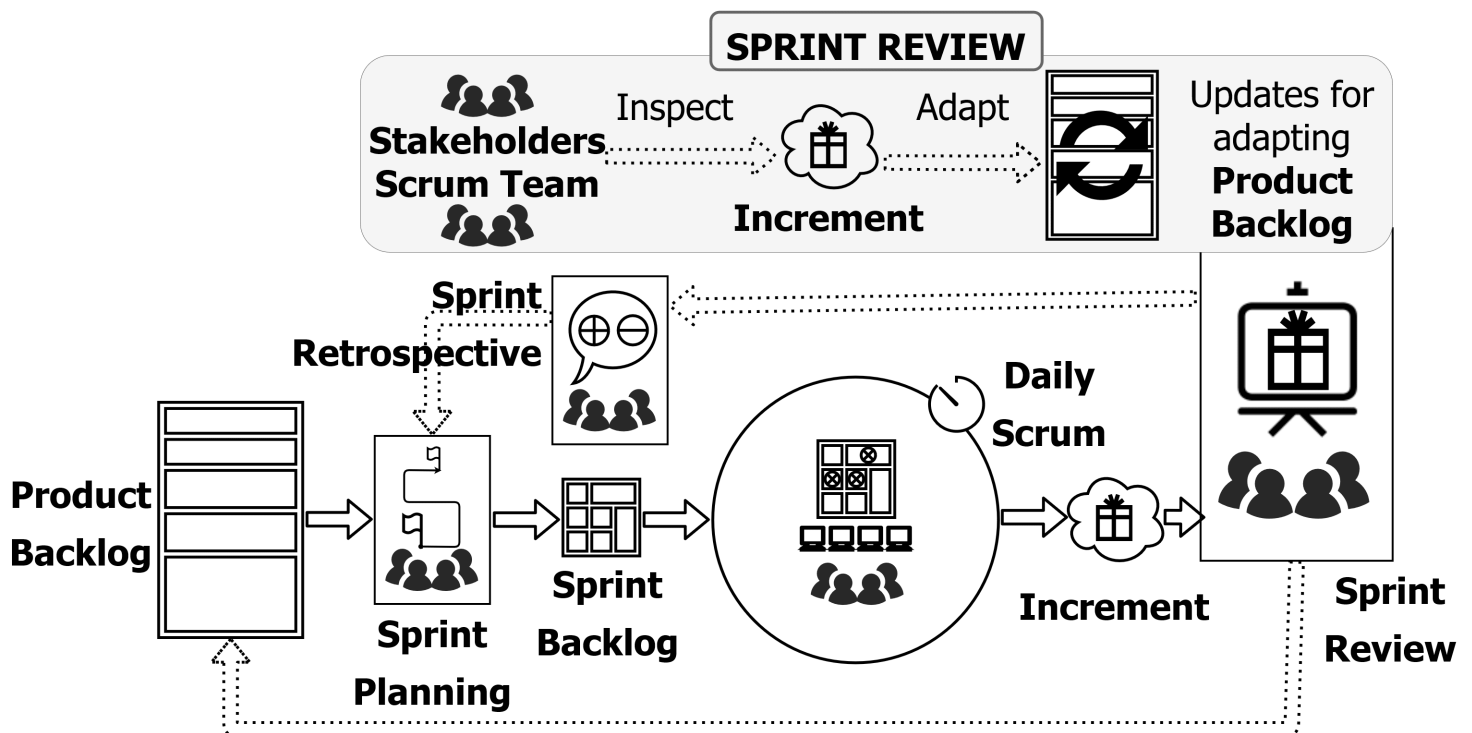 SPRINT REVIEW
Stakeholders
Scrum Team
Inspect
Increment
Adapt
Updates for
adapting
Product
Backlog
Sprint
Retrospective
Daily
Scrum
Product
Backlog
Sprint
Planning
Sprint
Backlog
Increment
Sprint
Review